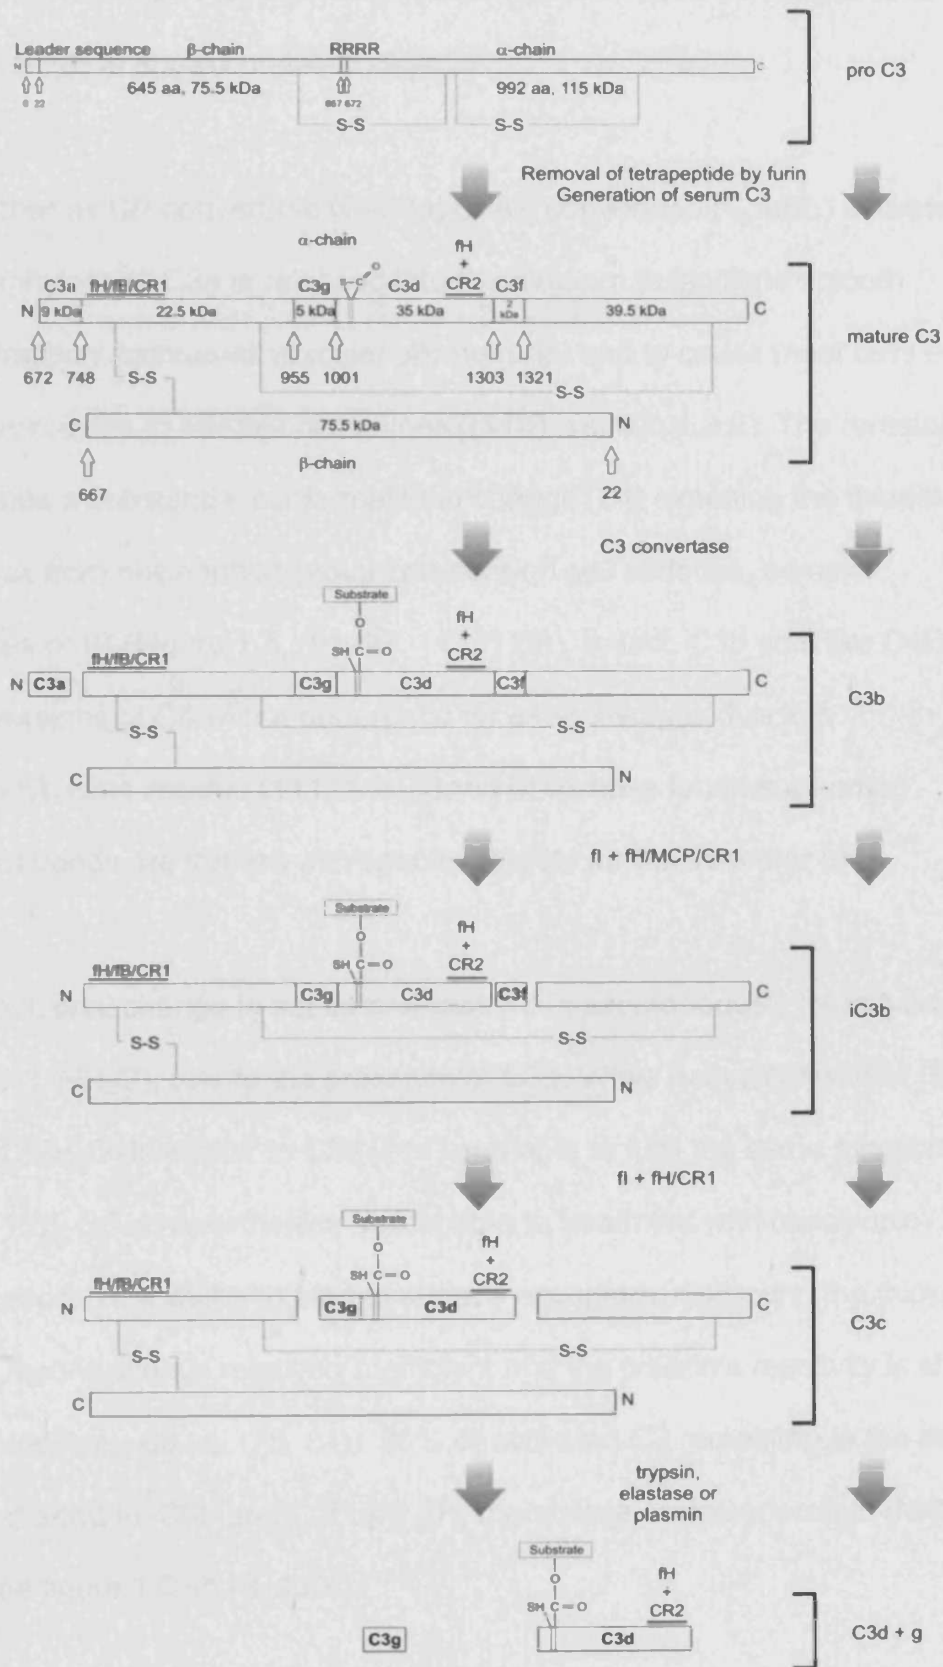 Leader sequence β-chain RRRR α-chain
N C
645 aa, 75.5 kDa 992 aa, 115 kDa
0 22 667 672
S-S S-S
pro C3
Removal of tetrapeptide by furin
Generation of serum C3
α-chain
fH
+
CR2
C3a fH/fB/CR1 C3g C3d C3f
N 9 kDa 22.5 kDa 5 kDa 35 kDa 2 kDa 39.5 kDa C
672 748 955 1001 1303 1321
S-S S-S
C 75.5 kDa N
β-chain
667 22
mature C3
C3 convertase
Substrate
O
fH
+
CR2
SH C=O
fH/fB/CR1
N C3a C3g C3d C3f C
S-S S-S
C N
C3b
fI + fH/MCP/CR1
Substrate
O
fH
+
CR2
SH C=O
fH/fB/CR1
N C3g C3d C3f C
S-S S-S
C N
iC3b
fI + fH/CR1
Substrate
O
fH
+
CR2
SH C=O
fH/fB/CR1
N C3g C3d C
S-S S-S
C N
C3c
trypsin,
elastase or
plasmin
Substrate
O
fH
+
CR2
SH C=O
C3g C3d
C3d + g